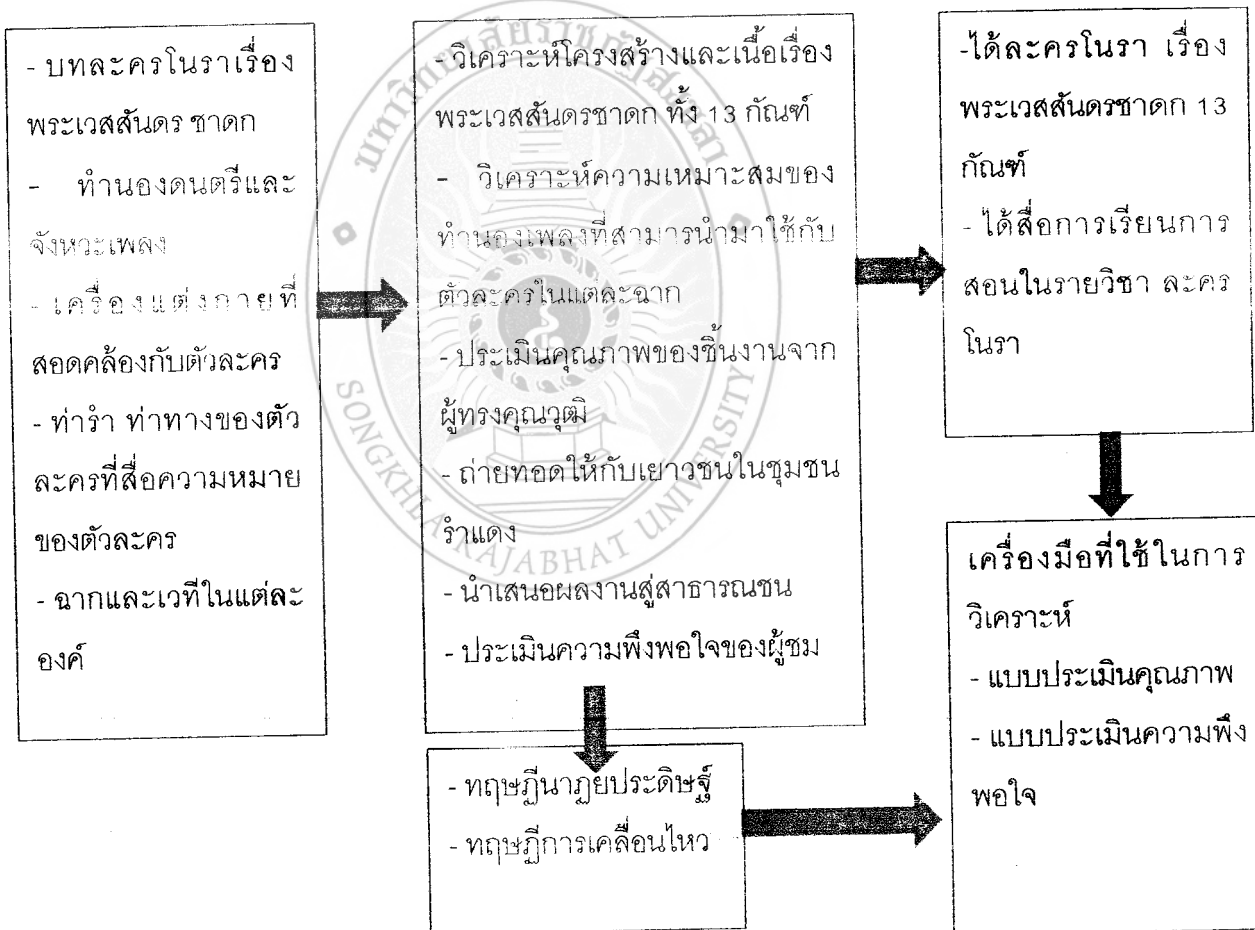 - บทละครโนราเรื่อง
พระเวสสันดร ชาดก
- ทำนองดนตรีและ
จังหวะเพลง
- เครื่องแต่งกายที่
สอดคล้องกับตัวละคร
- ท่ารำ ท่าทางของตัว
ละครที่สื่อความหมาย
ของตัวละคร
- ฉากและเวทีในแต่ละ
องค์
- วิเคราะห์โครงสร้างและเนื้อเรื่อง
พระเวสสันดรชาดก ทั้ง 13 กัณฑ์
- วิเคราะห์ความเหมาะสมของ
ทำนองเพลงที่สามารถนำมาใช้กับ
ตัวละครในแต่ละฉาก
- ประเมินคุณภาพของชิ้นงานจาก
ผู้ทรงคุณวุฒิ
- ถ่ายทอดให้กับเยาวชนในชุมชน
รำแดง
- นำเสนอผลงานสู่สาธารณชน
- ประเมินความพึงพอใจของผู้ชม
-ได้ละครโนรา เรื่อง
พระเวสสันดรชาดก 13
กัณฑ์
- ได้สื่อการเรียนการ
สอนในรายวิชา ละคร
โนรา
- ทฤษฎีนาฏยประดิษฐ์
- ทฤษฎีการเคลื่อนไหว
เครื่องมือที่ใช้ในการ
วิเคราะห์
- แบบประเมินคุณภาพ
- แบบประเมินความพึง
พอใจ
มหาวิทยาลัยราชภัฏสงขลา
SONGKHLA RAJABHAT UNIVERSITY